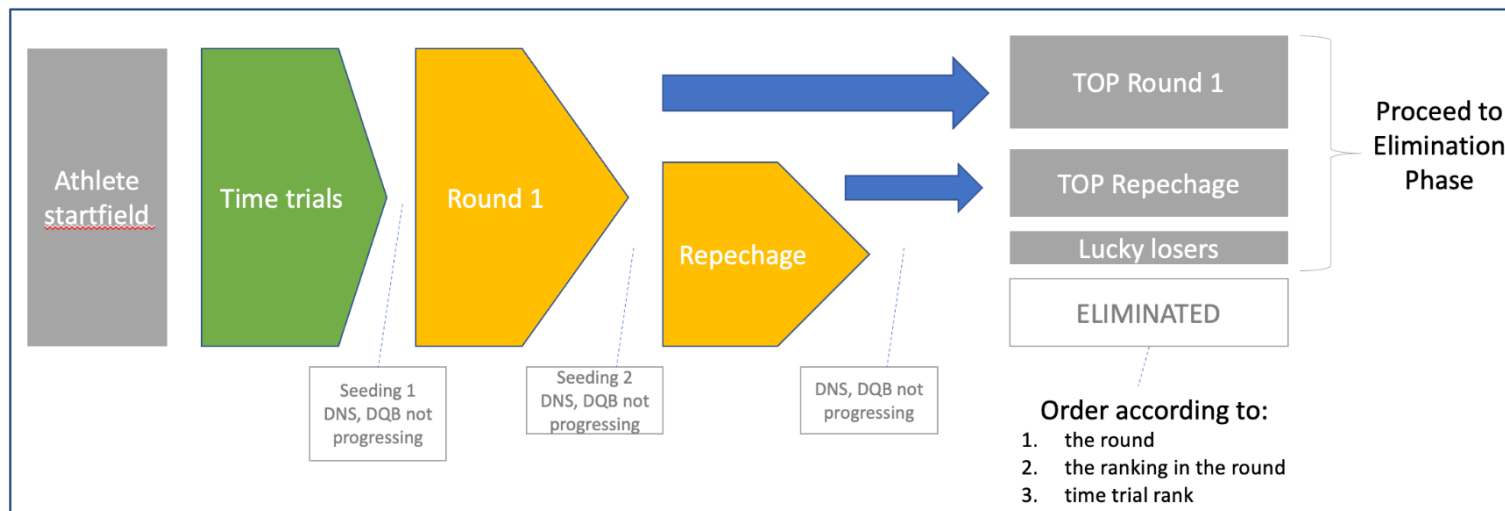 Athlete
startfield
Time trials
Round 1
Repechage
TOP Round 1
TOP Repechage
Lucky losers
ELIMINATED
Proceed to
Elimination
Phase
Seeding 1
DNS, DQB not
progressing
Seeding 2
DNS, DQB not
progressing
DNS, DQB not
progressing
Order according to:
1. the round
2. the ranking in the round
3. time trial rank